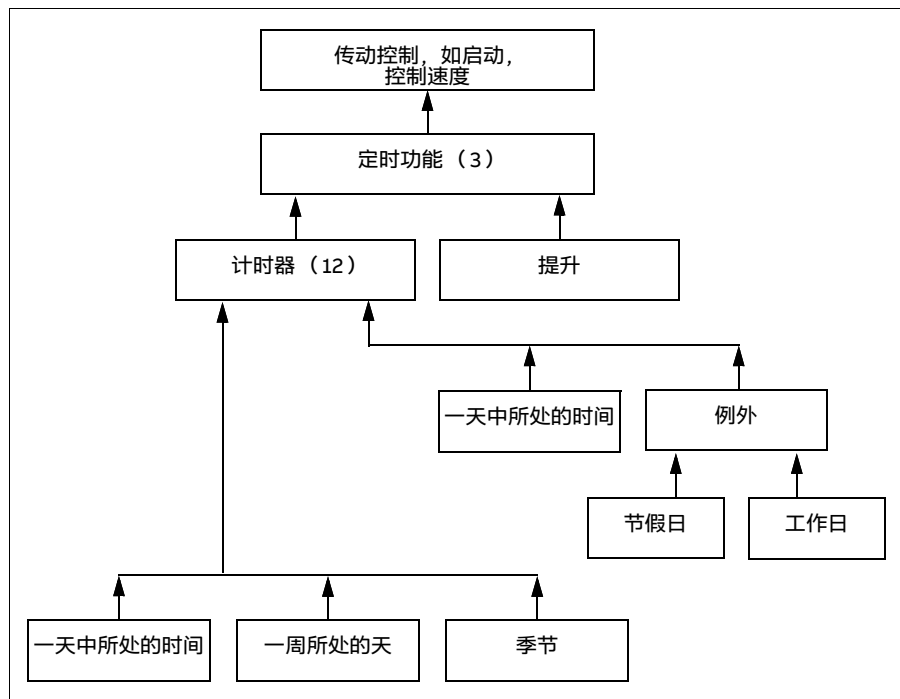 传动控制，如启动，
控制速度
定时功能（3）
计时器（12）
提升
一天中所处的时间
例外
节假日
工作日
一天中所处的时间
一周所处的天
季节